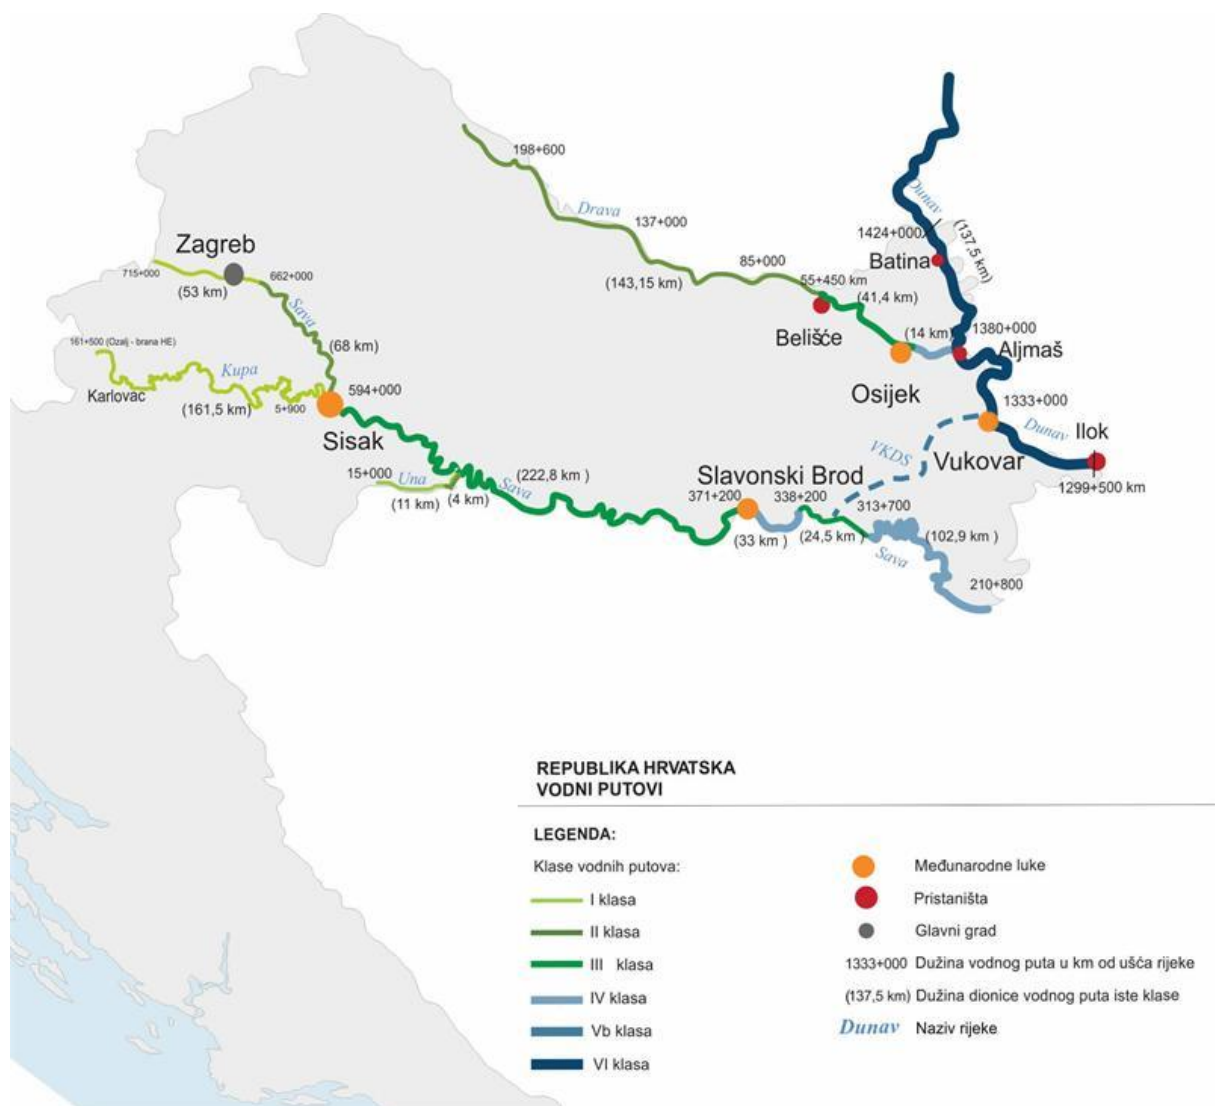 198+600
Drava
137+000
85+000
(143,15 km)
55+450 km
(41,4 km)
Belišće
(14 km)
Osijek
Dunav
1424+000
(137,5 km)
Batina
1380+000
Aljmaš
1333+000
Dunav
Ilok
Vukovar
1299+500 km
VKDS
Zagreb
715+000
(53 km)
662+000
Sava
(68 km)
161+500 (Ozalj - brana HE)
Kupa
Karlovac
(161,5 km)
5+900
594+000
Sisak
15+000
Una
(11 km)
(4 km)
Sava
(222,8 km )
Slavonski Brod
371+200
338+200
313+700
(33 km )
(24,5 km )
(102,9 km )
Sava
210+800
REPUBLIKA HRVATSKA
VODNI PUTOVI
LEGENDA:
Klase vodnih putova:
I klasa
II klasa
III klasa
IV klasa
Vb klasa
VI klasa
Međunarodne luke
Pristaništa
Glavni grad
1333+000 Dužina vodnog puta u km od ušća rijeke
(137,5 km) Dužina dionice vodnog puta iste klase
Dunav Naziv rijeke